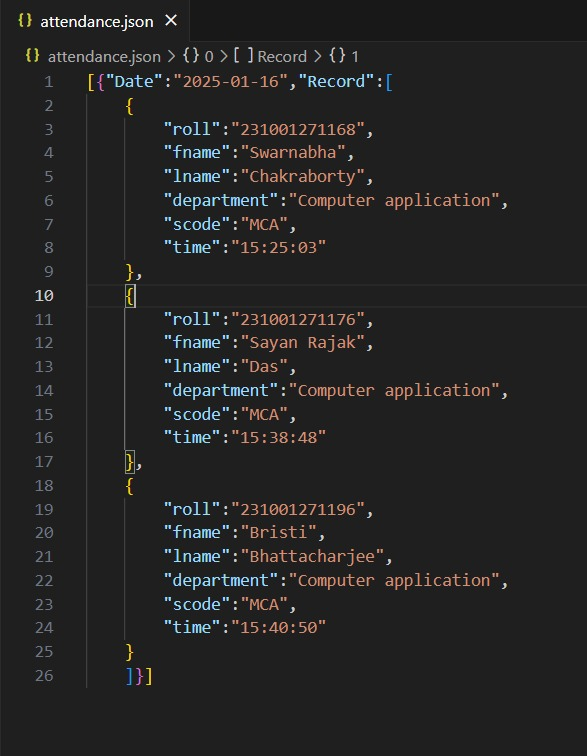 {} attendance.json ×
{} attendance.json > {} 0 > [ ] Record > {} 1
1 [{"Date":"2025-01-16","Record":[
2 {
3 "roll":"231001271168",
4 "fname":"Swarnabha",
5 "lname":"Chakraborty",
6 "department":"Computer application",
7 "scode":"MCA",
8 "time":"15:25:03"
9 },
10 {
11 "roll":"231001271176",
12 "fname":"Sayan Rajak",
13 "lname":"Das",
14 "department":"Computer application",
15 "scode":"MCA",
16 "time":"15:38:48"
17 },
18 {
19 "roll":"231001271196",
20 "fname":"Bristi",
21 "lname":"Bhattacharjee",
22 "department":"Computer application",
23 "scode":"MCA",
24 "time":"15:40:50"
25 }
26 ]}]